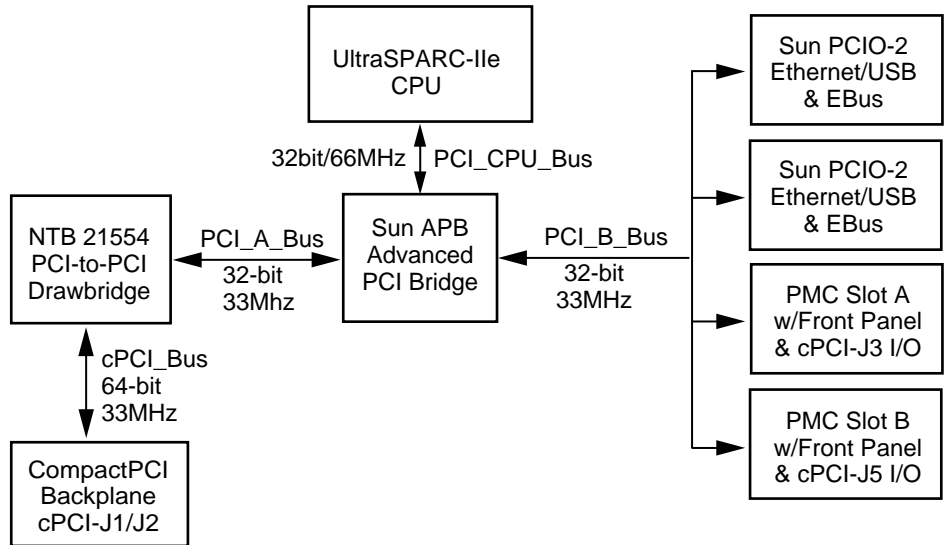 UltraSPARC-IIe
CPU
32bit/66MHz
PCI_CPU_Bus
NTB 21554
PCI-to-PCI
Drawbridge
PCI_A_Bus
32-bit
33Mhz
Sun APB
Advanced
PCI Bridge
PCI_B_Bus
32-bit
33MHz
cPCI_Bus
64-bit
33MHz
CompactPCI
Backplane
cPCI-J1/J2
Sun PCIO-2
Ethernet/USB
& EBus
Sun PCIO-2
Ethernet/USB
& EBus
PMC Slot A
w/Front Panel
& cPCI-J3 I/O
PMC Slot B
w/Front Panel
& cPCI-J5 I/O